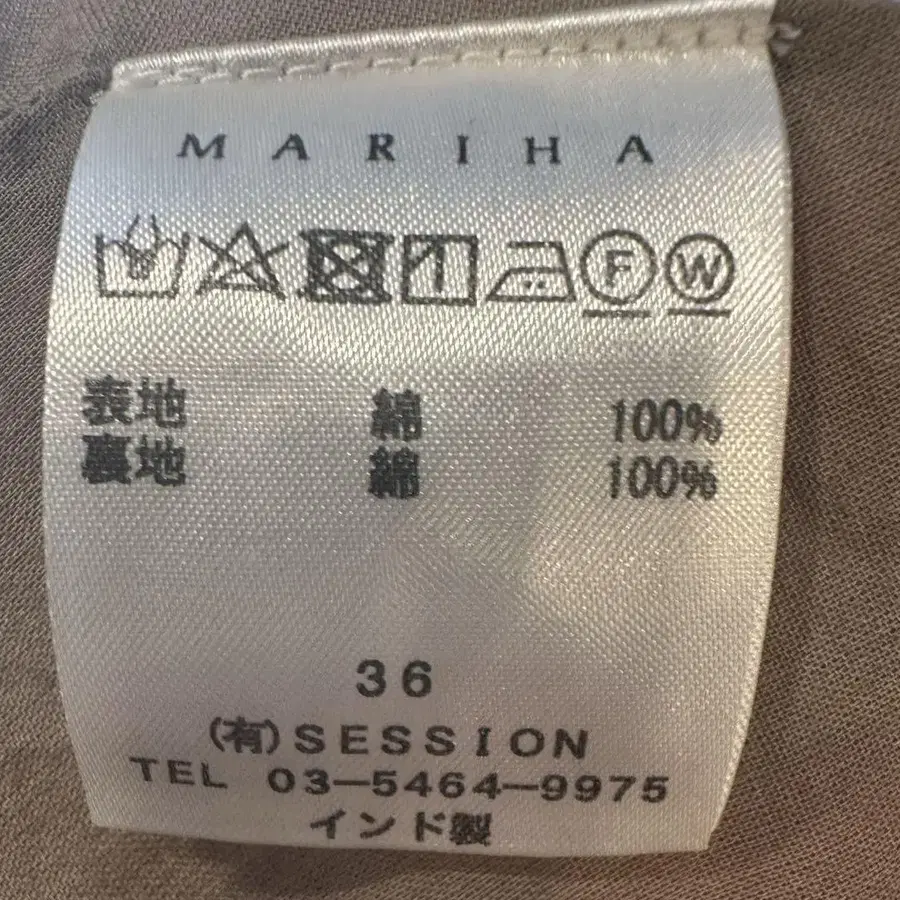 MARIHA
F W
表地 綿 100%
裏地 綿 100%
36
(有)SESSION
TEL 03-5464-9975
インド製